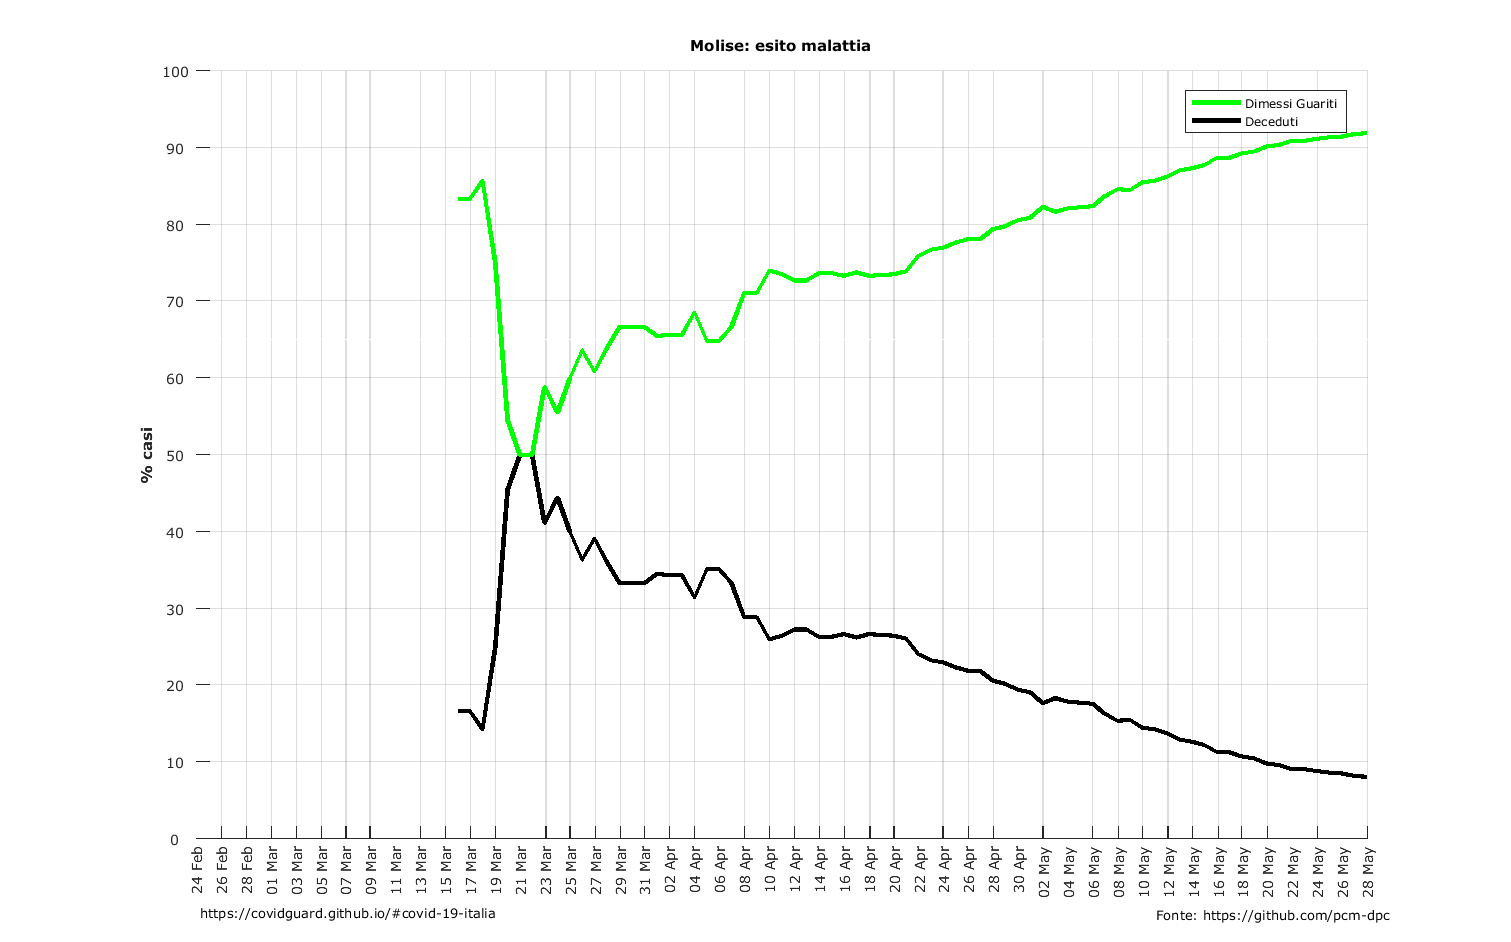 Molise: esito malattia
100
90
80
70
60
50
40
30
20
10
0
% casi
Dimessi Guariti
Deceduti
24 Feb
26 Feb
28 Feb
01 Mar
03 Mar
05 Mar
07 Mar
09 Mar
11 Mar
13 Mar
15 Mar
17 Mar
19 Mar
21 Mar
23 Mar
25 Mar
27 Mar
29 Mar
31 Mar
02 Apr
04 Apr
06 Apr
08 Apr
10 Apr
12 Apr
14 Apr
16 Apr
18 Apr
20 Apr
22 Apr
24 Apr
26 Apr
28 Apr
30 Apr
02 May
04 May
06 May
08 May
10 May
12 May
14 May
16 May
18 May
20 May
22 May
24 May
26 May
28 May
https://covidguard.github.io/#covid-19-italia
Fonte: https://github.com/pcm-dpc